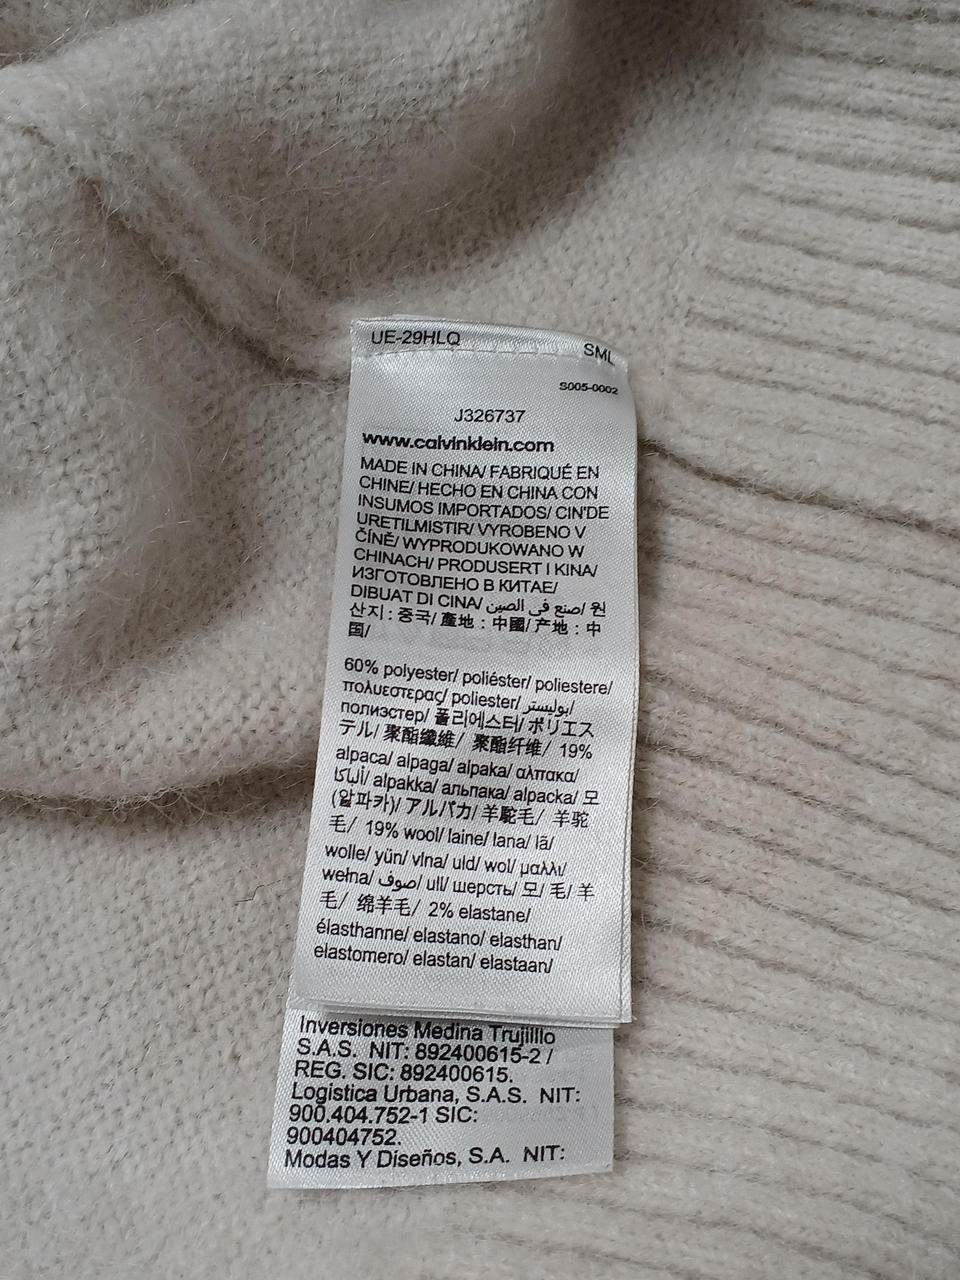 UE-29HLQ
SML
S005-0002
J326737
www.calvinklein.com
MADE IN CHINA/ FABRIQUÉ EN
CHINE/ HECHO EN CHINA CON
INSUMOS IMPORTADOS/ CIN'DE
URETILMISTIR/ VYROBENO V
ČÍNĚ/ WYPRODUKOWANO W
CHINACH/ PRODUSERT I KINA/
ИЗГОТОВЛЕНО В КИТАЕ/
DIBUAT DI CINA/ صنع في الصين/ 원
산지 : 중국/ 產地 : 中國/ 产地 : 中
国/
60% polyester/ poliéster/ poliestere/
πολυεστερας/ poliester/ بوليستر/
полиэстер/ 폴리에스터/ ポリエス
テル/ 聚酯纖維/ 聚酯纤维/ 19%
alpaca/ alpaga/ alpaka/ αλπακα/
ألباكا/ alpakka/ альпака/ alpacka/ 모
(알파카)/ アルパカ/ 羊駝毛/ 羊驼
毛/ 19% wool/ laine/ lana/ lã/
wolle/ yün/ vlna/ uld/ wol/ μαλλι/
wełna/ صوف/ ull/ шерсть/ 모/ 毛/ 羊
毛/ 绵羊毛/ 2% elastane/
élasthanne/ elastano/ elasthan/
elastomero/ elastan/ elastaan/
Inversiones Medina Trujilllo
S.A.S. NIT: 892400615-2 /
REG. SIC: 892400615.
Logistica Urbana, S.A.S. NIT:
900.404.752-1 SIC:
900404752.
Modas Y Diseños, S.A. NIT: